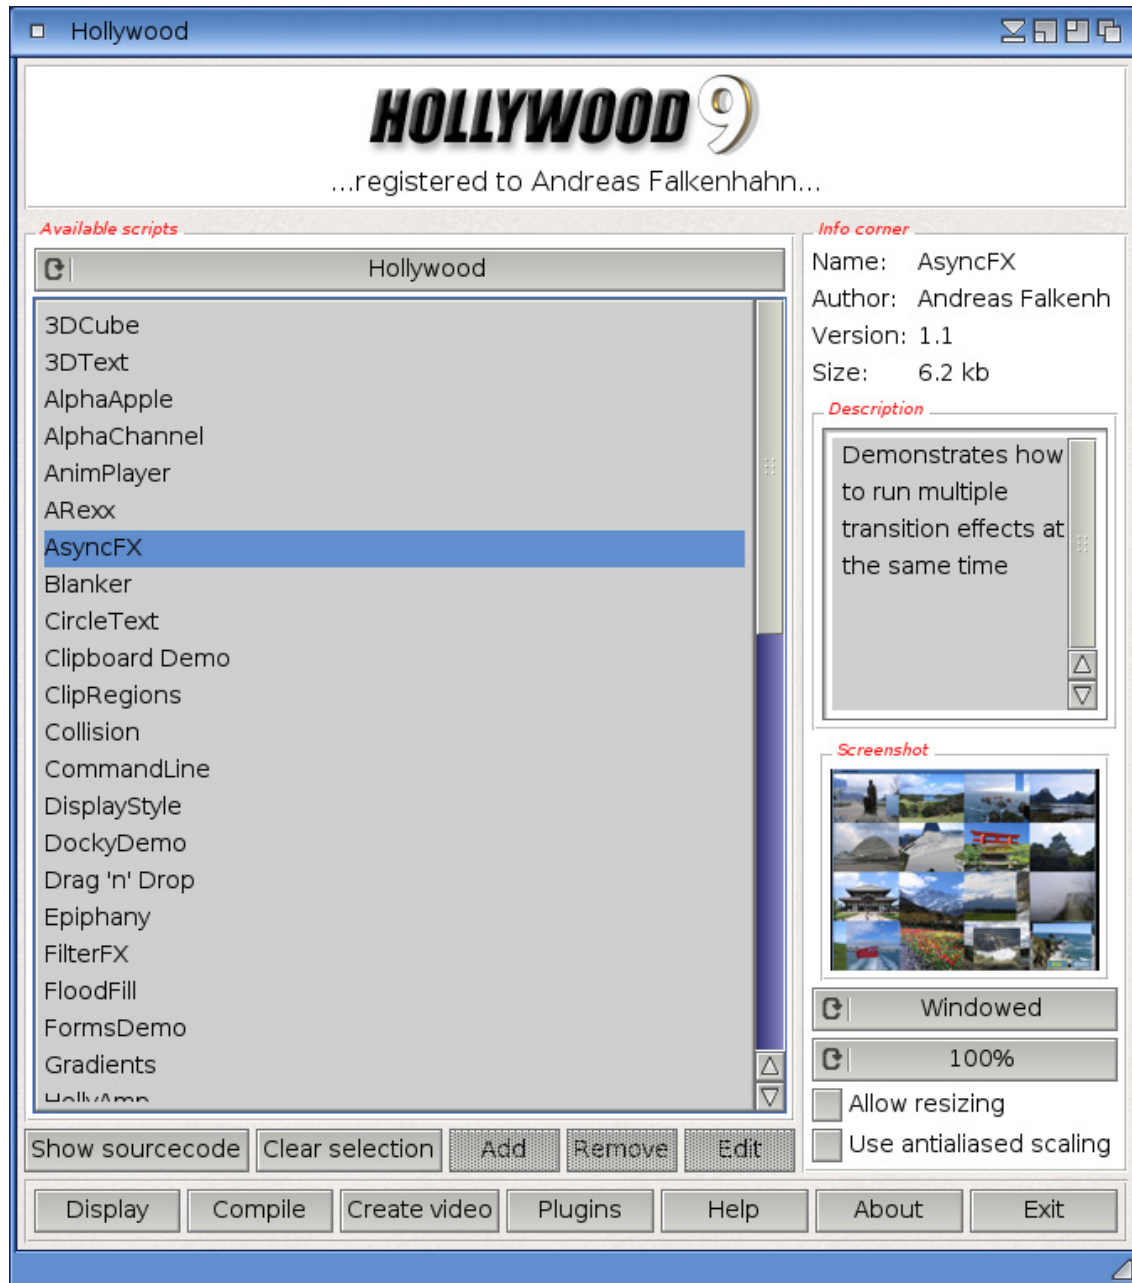 Hollywood
HOLLYWOOD 9
...registered to Andreas Falkenhahn...
Available scripts
Hollywood
3DCube
3DText
AlphaApple
AlphaChannel
AnimPlayer
ARexx
AsyncFX
Blanker
CircleText
Clipboard Demo
ClipRegions
Collision
CommandLine
DisplayStyle
DockyDemo
Drag 'n' Drop
Epiphany
FilterFX
FloodFill
FormsDemo
Gradients
HollyAmp
Show sourcecode Clear selection Add Remove Edit
Info corner
Name: AsyncFX
Author: Andreas Falkenh
Version: 1.1
Size: 6.2 kb
Description
Demonstrates how
to run multiple
transition effects at
the same time
Screenshot
Windowed
100%
Allow resizing
Use antialiased scaling
Display Compile Create video Plugins Help About Exit